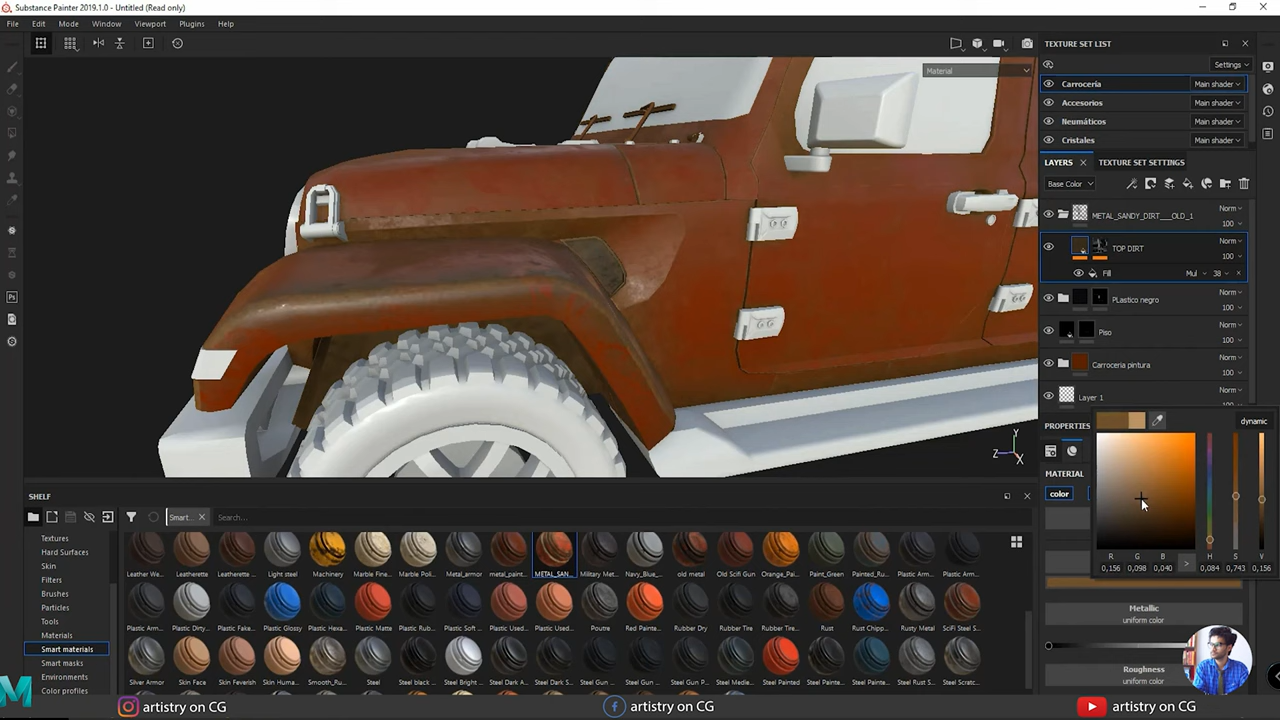 Substance Painter 2019.1.0 - Untitled (Read only)
File Edit Mode Window Viewport Plugins Help
Material
TEXTURE SET LIST
Settings
Carrocería Main shader
Accesorios Main shader
Neumáticos Main shader
Cristales Main shader
LAYERS TEXTURE SET SETTINGS
Base Color
METAL_SANDY_DIRT___OLD_1 Norm 100
TOP DIRT Norm 100
Fill Mul 38
PLastico negro Norm 100
Piso Norm 100
Carroceria pintura Norm 100
Layer 1 Norm
PROPERTIES
dynamic
MATERIAL
color
R G B H S V
0,156 0,098 0,040 0,084 0,743 0,156
Metallic
uniform color
Roughness
uniform color
Y
Z X
SHELF
Smart... Search...
Textures
Hard Surfaces
Skin
Filters
Brushes
Particles
Tools
Materials
Smart materials
Smart masks
Environments
Color profiles
Leather We... Leatherette Leatherette ... Light steel Machinery Marble Fine... Marble Poli... Metal_armor metal_paint... METAL_SAN... Military Met... Navy_Blue_... old metal Old Scifi Gun Orange_Pa... Paint_Green Painted_Ru... Plastic Arm... Plastic Arm...
Plastic Arm... Plastic Dirty... Plastic Fake... Plastic Glossy Plastic Hexa... Plastic Matte Plastic Rub... Plastic Soft ... Plastic Used... Plastic Used... Poutre Red Painte... Rubber Dry Rubber Tire Rubber Tire... Rust Rust Chipp... Rusty Metal SciFi Steel D...
Silver Armor Skin Face Skin Feverish Skin Human... Smooth_Ru... Steel Steel black ... Steel Bright ... Steel Dark A... Steel Dark S... Steel Gun ... Steel Gun M... Steel Gun P... Steel Medie... Steel Painted Steel Painte... Steel Painte... Steel Rust S... Steel Scratc...
M
artistry on CG
artistry on CG
artistry on CG